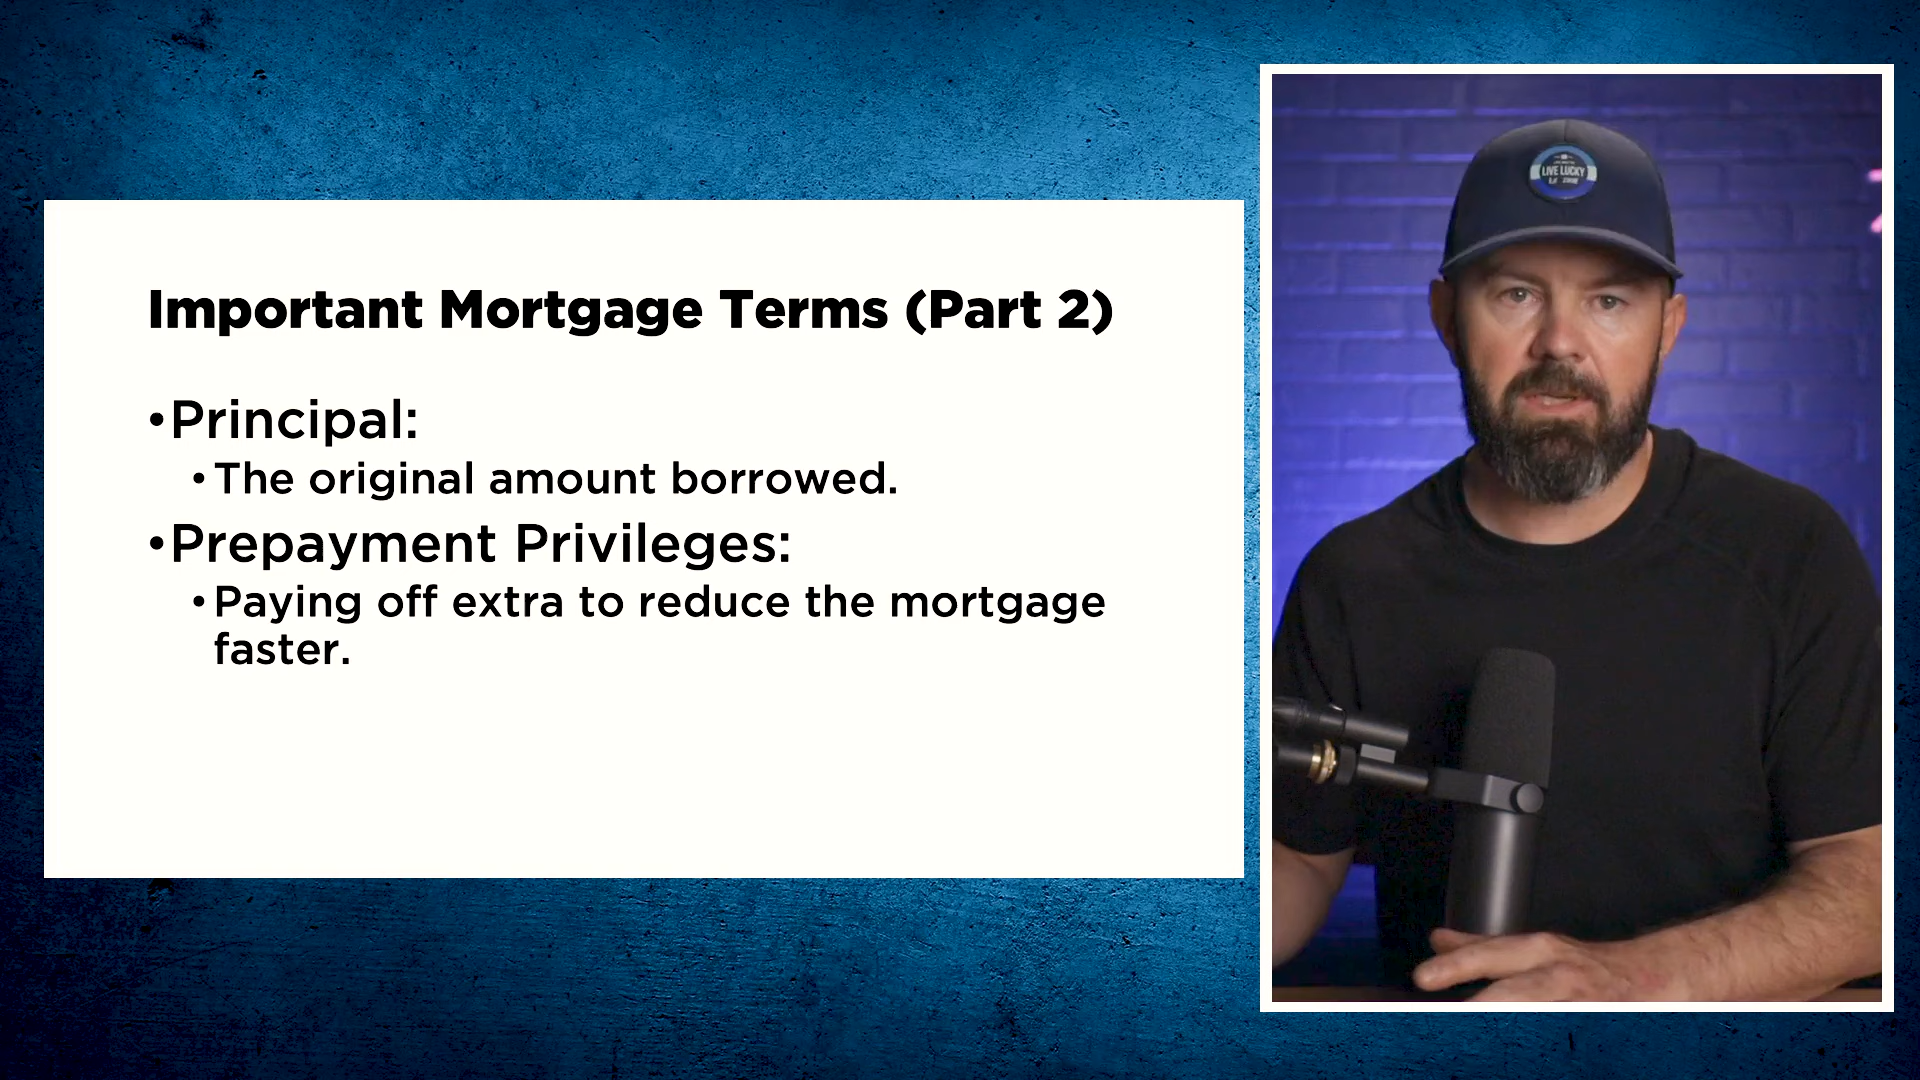 Important Mortgage Terms (Part 2)
•Principal:
•The original amount borrowed.
•Prepayment Privileges:
•Paying off extra to reduce the mortgage
faster.
LIVE LUCKY